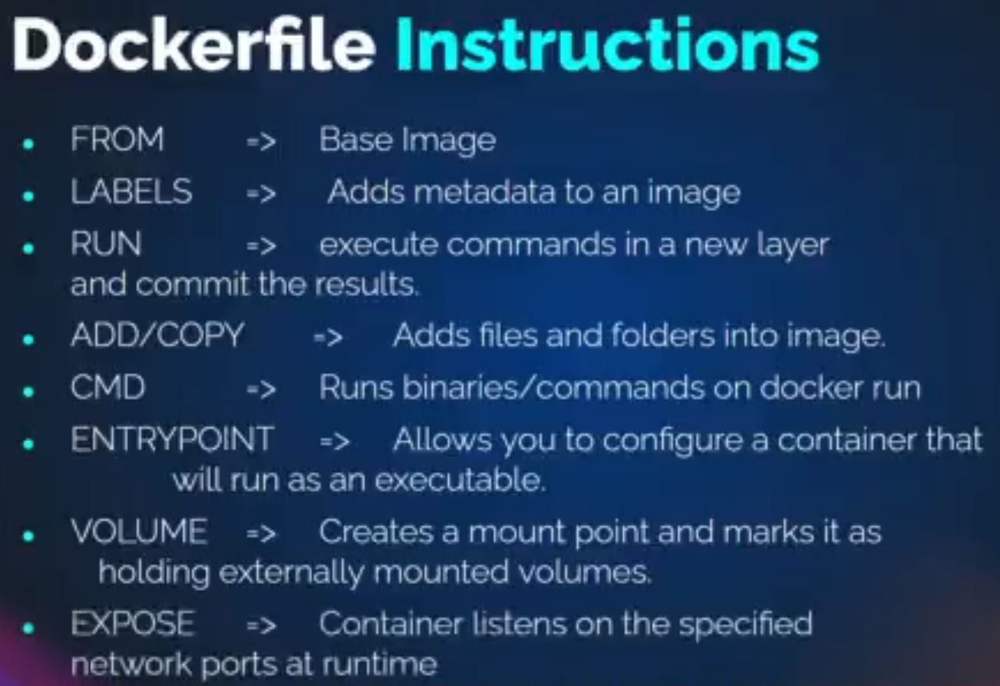 Dockerfile Instructions
• FROM => Base Image
• LABELS => Adds metadata to an image
• RUN => execute commands in a new layer
and commit the results.
• ADD/COPY => Adds files and folders into image.
• CMD => Runs binaries/commands on docker run
• ENTRYPOINT => Allows you to configure a container that
will run as an executable.
• VOLUME => Creates a mount point and marks it as
holding externally mounted volumes.
• EXPOSE => Container listens on the specified
network ports at runtime